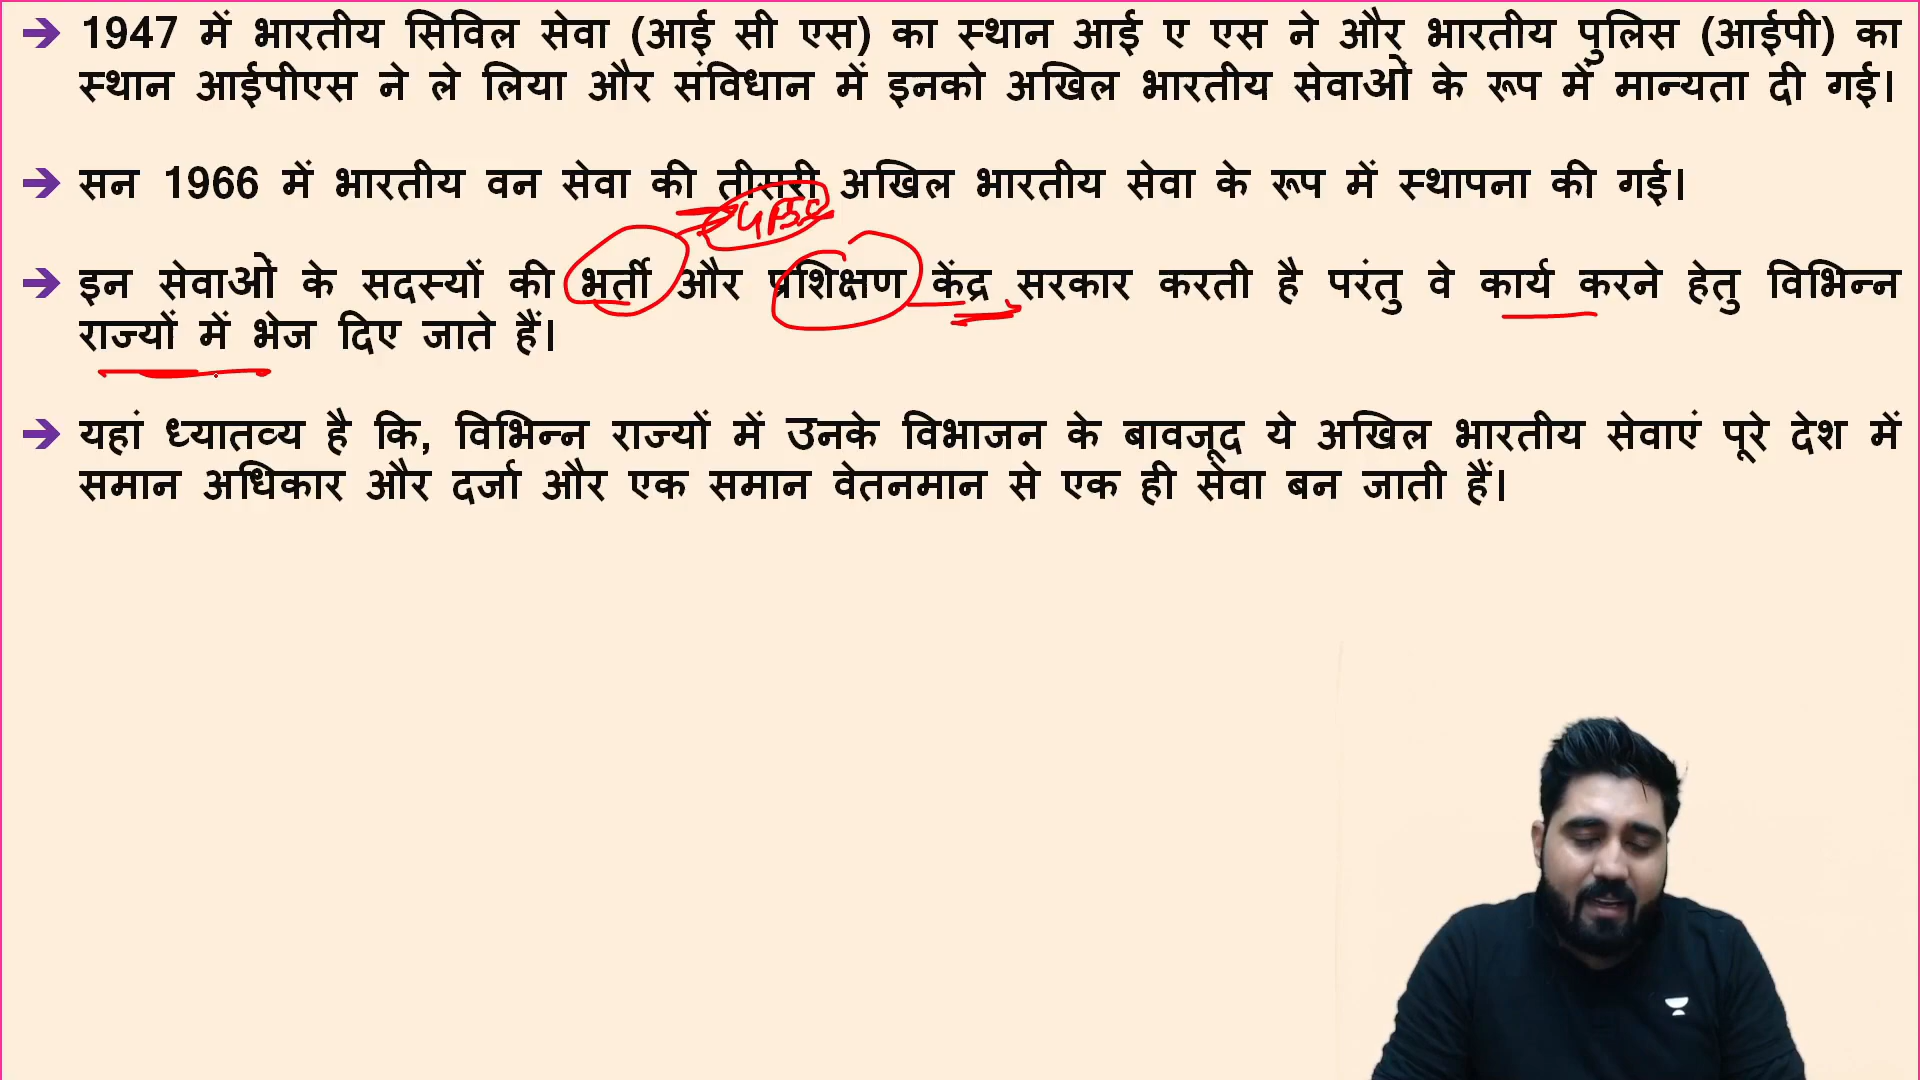 ➔ 1947 में भारतीय सिविल सेवा (आई सी एस) का स्थान आई ए एस ने और भारतीय पुलिस (आईपी) का
स्थान आईपीएस ने ले लिया और संविधान में इनको अखिल भारतीय सेवाओं के रूप में मान्यता दी गई।
➔ सन 1966 में भारतीय वन सेवा की तीसरी अखिल भारतीय सेवा के रूप में स्थापना की गई।
UPSC
➔ इन सेवाओं के सदस्यों की भर्ती और प्रशिक्षण केंद्र सरकार करती है परंतु वे कार्य करने हेतु विभिन्न
राज्यों में भेज दिए जाते हैं।
➔ यहां ध्यातव्य है कि, विभिन्न राज्यों में उनके विभाजन के बावजूद ये अखिल भारतीय सेवाएं पूरे देश में
समान अधिकार और दर्जा और एक समान वेतनमान से एक ही सेवा बन जाती हैं।